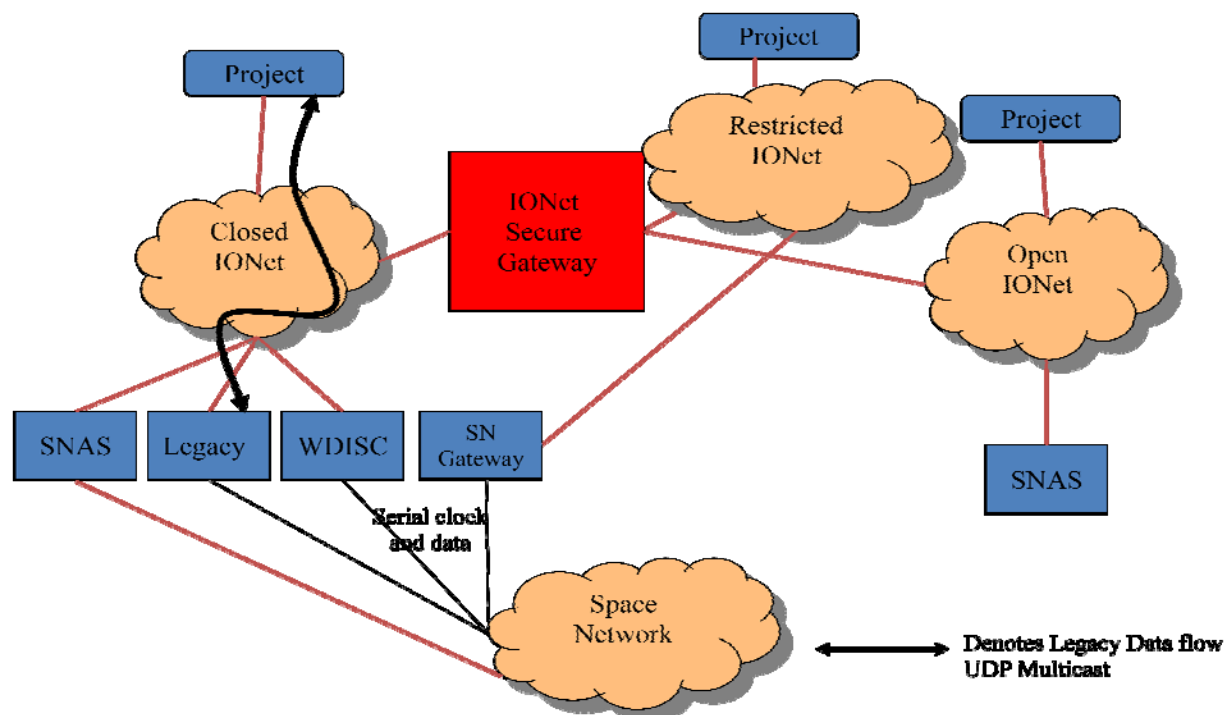 Project
Project
Project
Restricted
IONet
IONet
Secure
Gateway
Closed
IONet
Open
IONet
SNAS
Legacy
WDISC
SN
Gateway
SNAS
Serial clock
and data
Space
Network
Denotes Legacy Data flow
UDP Multicast